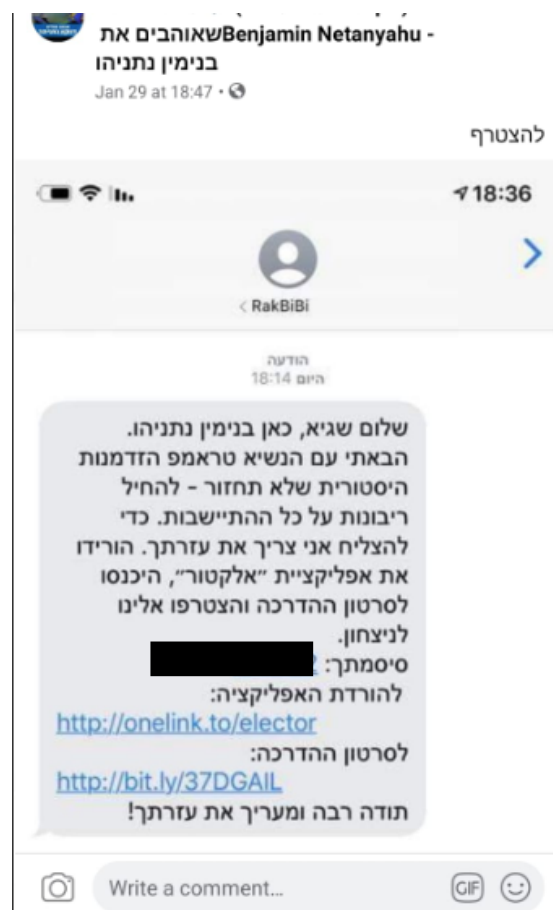 שאוהבים את Benjamin Netanyahu -
בנימין נתניהו
Jan 29 at 18:47 •
להצטרף
18:36
RakBiBi
הודעה
היום 18:14
שלום שגיא, כאן בנימין נתניהו.
הבאתי עם הנשיא טראמפ הזדמנות
היסטורית שלא תחזור - להחיל
ריבונות על כל ההתיישבות. כדי
להצליח אני צריך את עזרתך. הורידו
את אפליקציית ״אלקטור״, היכנסו
לסרטון ההדרכה והצטרפו אלינו
לניצחון.
סיסמתך:
להורדת האפליקציה:
http://onelink.to/elector
לסרטון ההדרכה:
http://bit.ly/37DGAIL
תודה רבה ומעריך את עזרתך!
Write a comment...
GIF